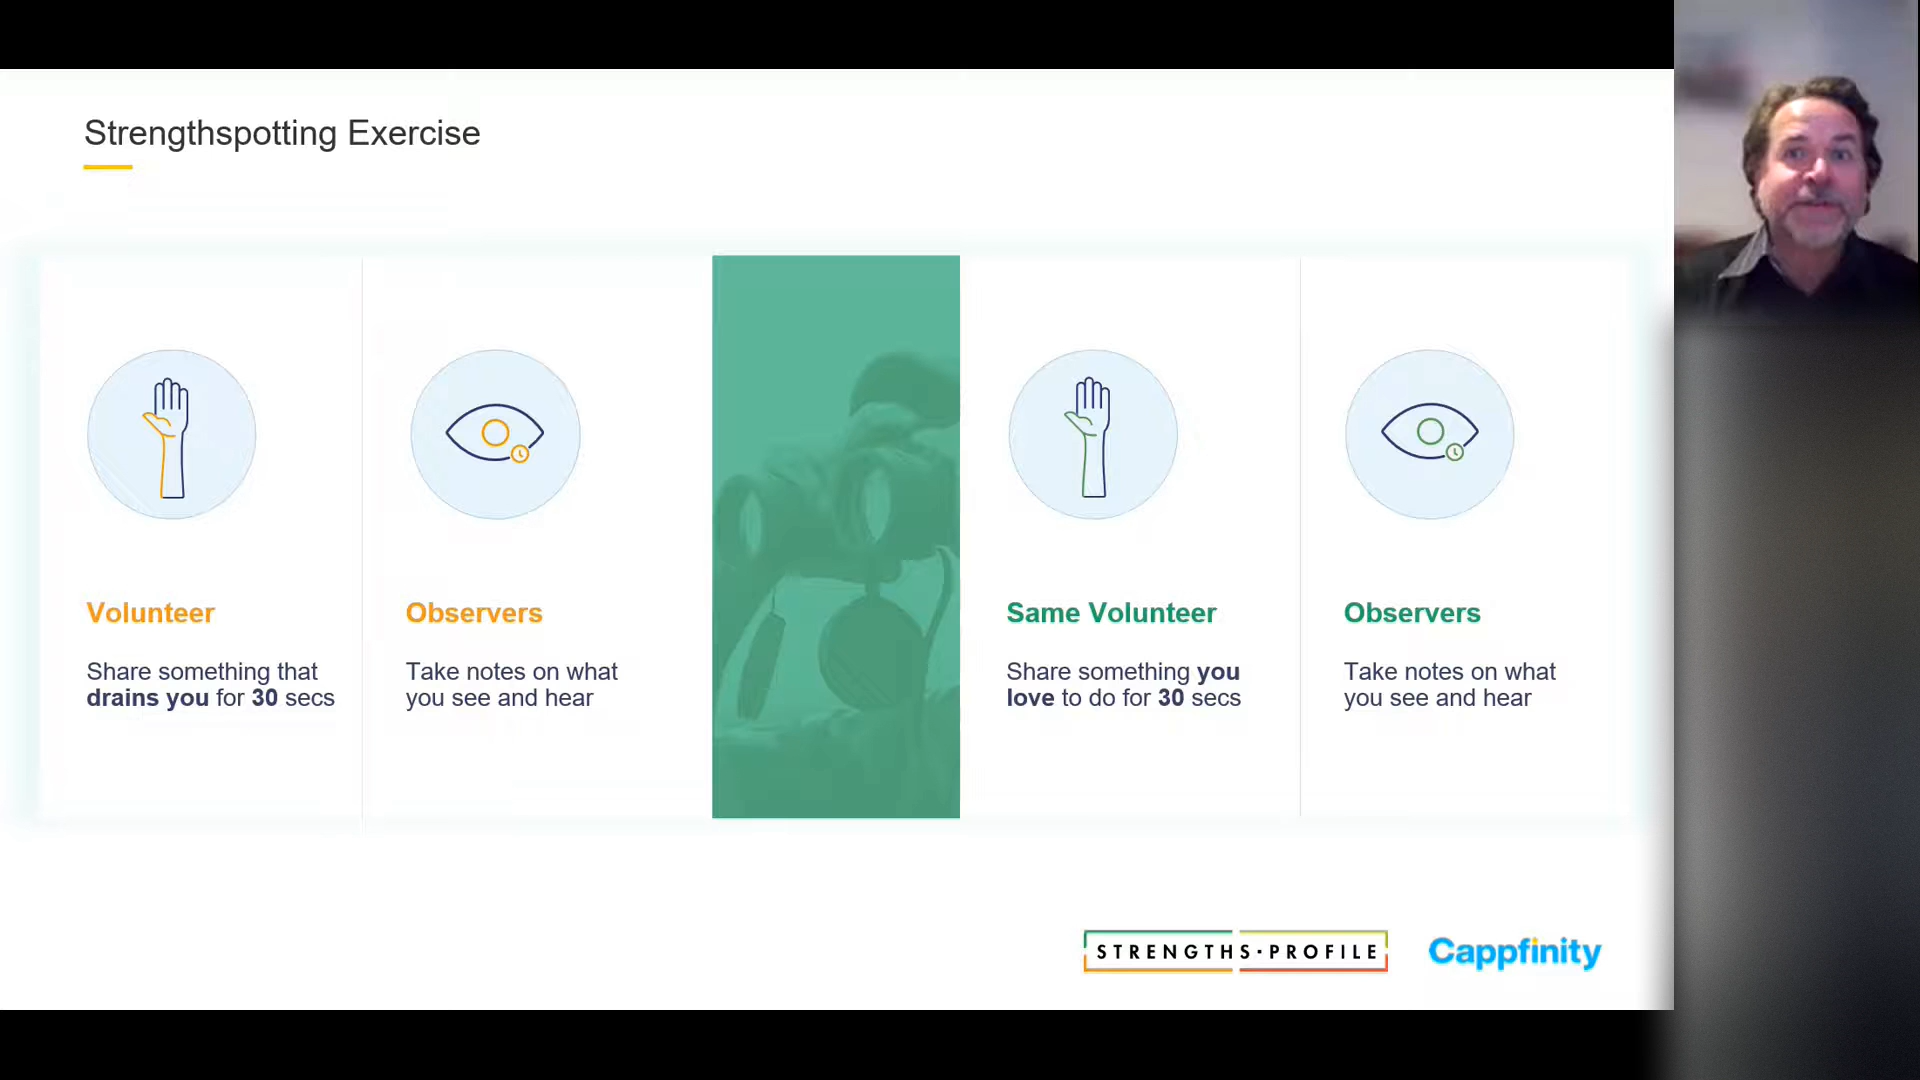 Strengthspotting Exercise
Volunteer
Share something that
drains you for 30 secs
Observers
Take notes on what
you see and hear
Same Volunteer
Share something you
love to do for 30 secs
Observers
Take notes on what
you see and hear
STRENGTHS·PROFILE
Cappfinity